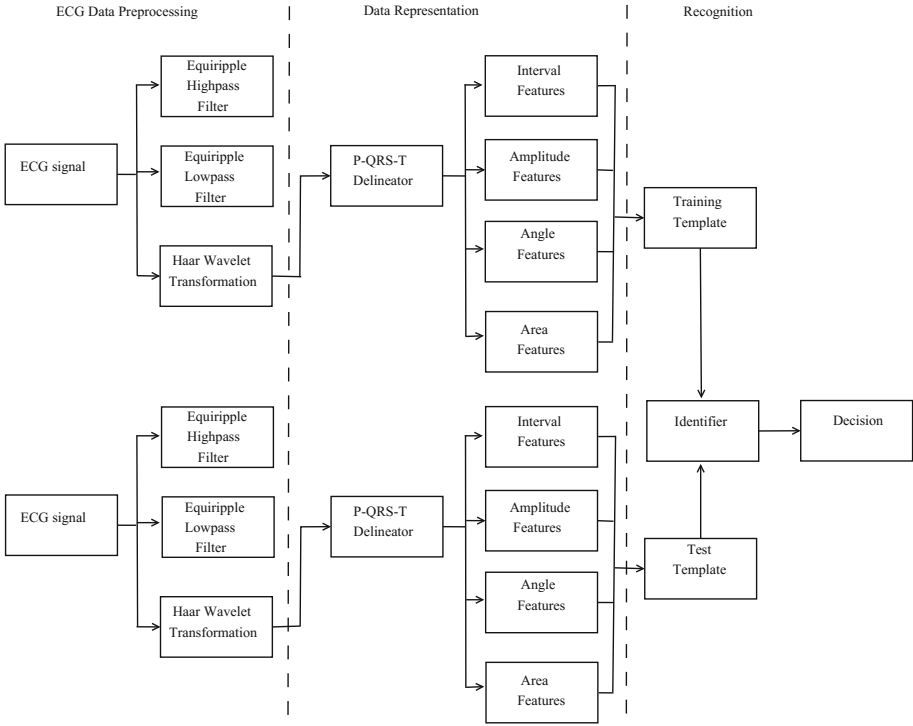 ECG Data Preprocessing
Data Representation
Recognition
Equiripple
Highpass
Filter
Interval
Features
ECG signal
Equiripple
Lowpass
Filter
P-QRS-T
Delineator
Amplitude
Features
Training
Template
Haar Wavelet
Transformation
Angle
Features
Area
Features
Equiripple
Highpass
Filter
Interval
Features
Identifier
Decision
ECG signal
Equiripple
Lowpass
Filter
P-QRS-T
Delineator
Amplitude
Features
Test
Template
Haar Wavelet
Transformation
Angle
Features
Area
Features